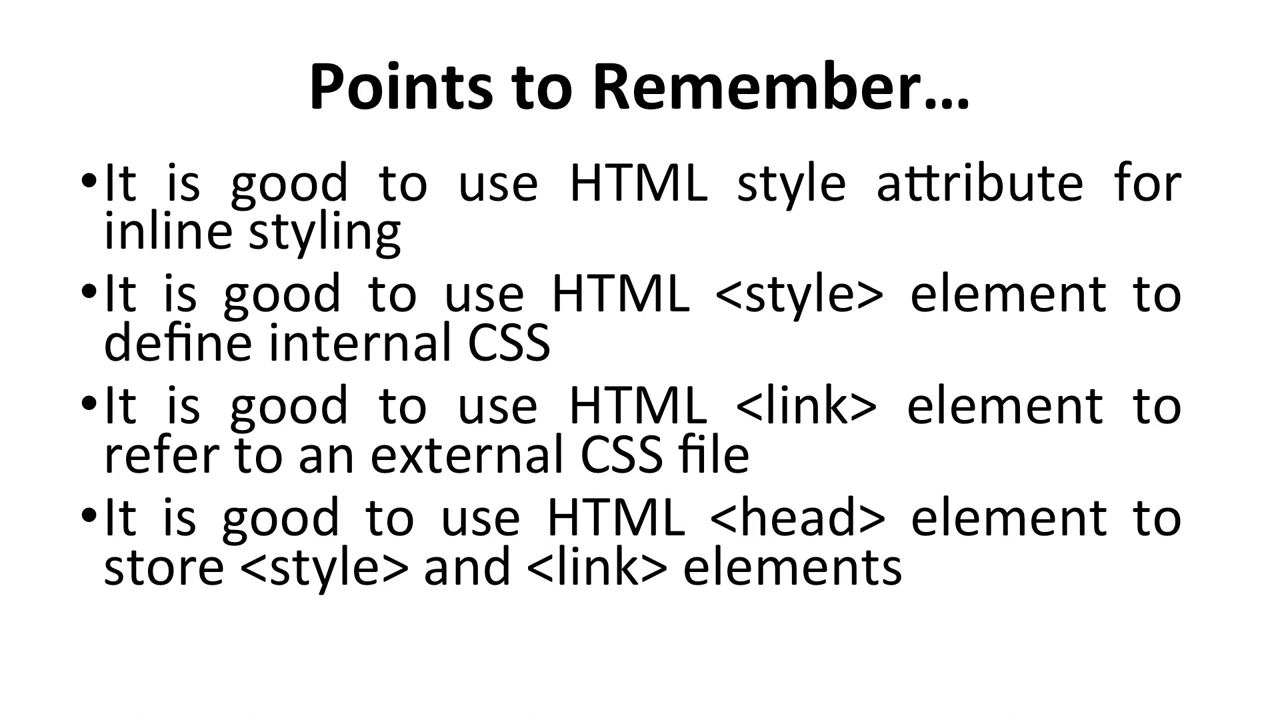 Points to Remember...
•It is good to use HTML style attribute for
inline styling
•It is good to use HTML <style> element to
define internal CSS
•It is good to use HTML <link> element to
refer to an external CSS file
•It is good to use HTML <head> element to
store <style> and <link> elements